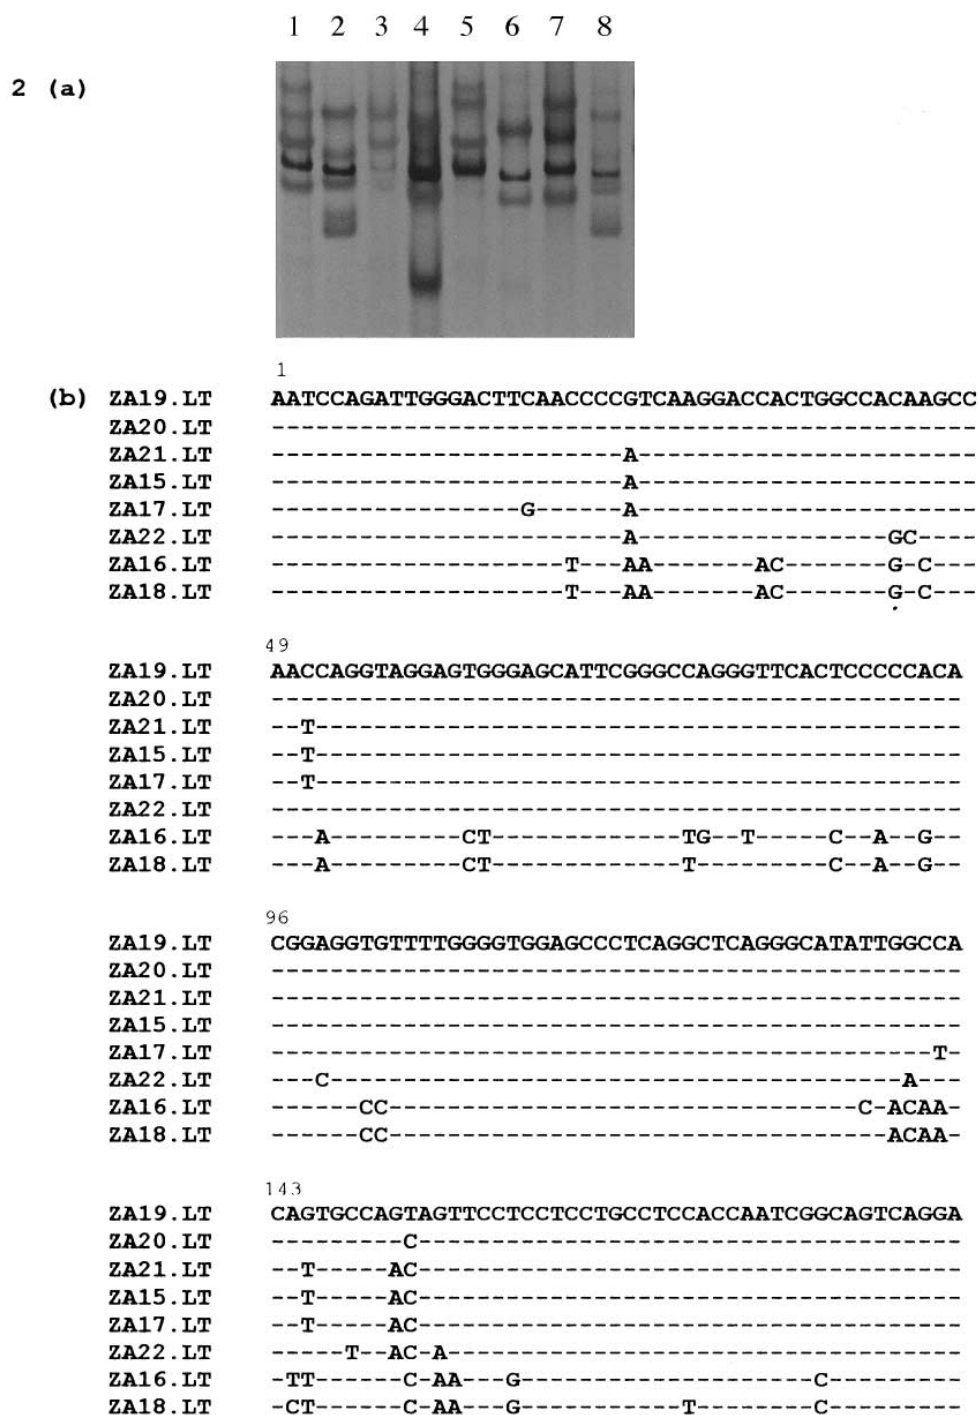 1 2 3 4 5 6 7 8
2 (a)
1
(b) ZA19.LT AATCCAGATTGGGACTTCAACCCCGTCAAGGACCACTGGCCACAAGCC
ZA20.LT ------------------------------------------------
ZA21.LT ------------------------A-----------------------
ZA15.LT ------------------------A-----------------------
ZA17.LT -----------------G------A-----------------------
ZA22.LT ------------------------A-----------------GC----
ZA16.LT --------------------T---AA-------AC-------G-C---
ZA18.LT --------------------T---AA-------AC-------G-C---
49
ZA19.LT AACCAGGTAGGAGTGGGAGCATTCGGGCCAGGGTTCACTCCCCCACA
ZA20.LT -----------------------------------------------
ZA21.LT --T--------------------------------------------
ZA15.LT --T--------------------------------------------
ZA17.LT --T--------------------------------------------
ZA22.LT -----------------------------------------------
ZA16.LT ---A---------CT-------------TG--T-----C--A--G--
ZA18.LT ---A---------CT-------------T---------C--A--G--
96
ZA19.LT CGGAGGTGTTTTGGGGTGGAGCCCTCAGGCTCAGGGCATATTGGCCA
ZA20.LT -----------------------------------------------
ZA21.LT -----------------------------------------------
ZA15.LT -----------------------------------------------
ZA17.LT ---------------------------------------------T-
ZA22.LT ---C---------------------------------------A---
ZA16.LT ------CC--------------------------------C-ACAA-
ZA18.LT ------CC----------------------------------ACAA-
143
ZA19.LT CAGTGCCAGTAGTTCCTCCTCCTGCCTCCACCAATCGGCAGTCAGGA
ZA20.LT ---------C-------------------------------------
ZA21.LT --T-----AC-------------------------------------
ZA15.LT --T-----AC-------------------------------------
ZA17.LT --T-----AC-------------------------------------
ZA22.LT -----T--AC-A-----------------------------------
ZA16.LT -TT------C-AA---G--------------------C---------
ZA18.LT -CT------C-AA---G-----------T--------C---------